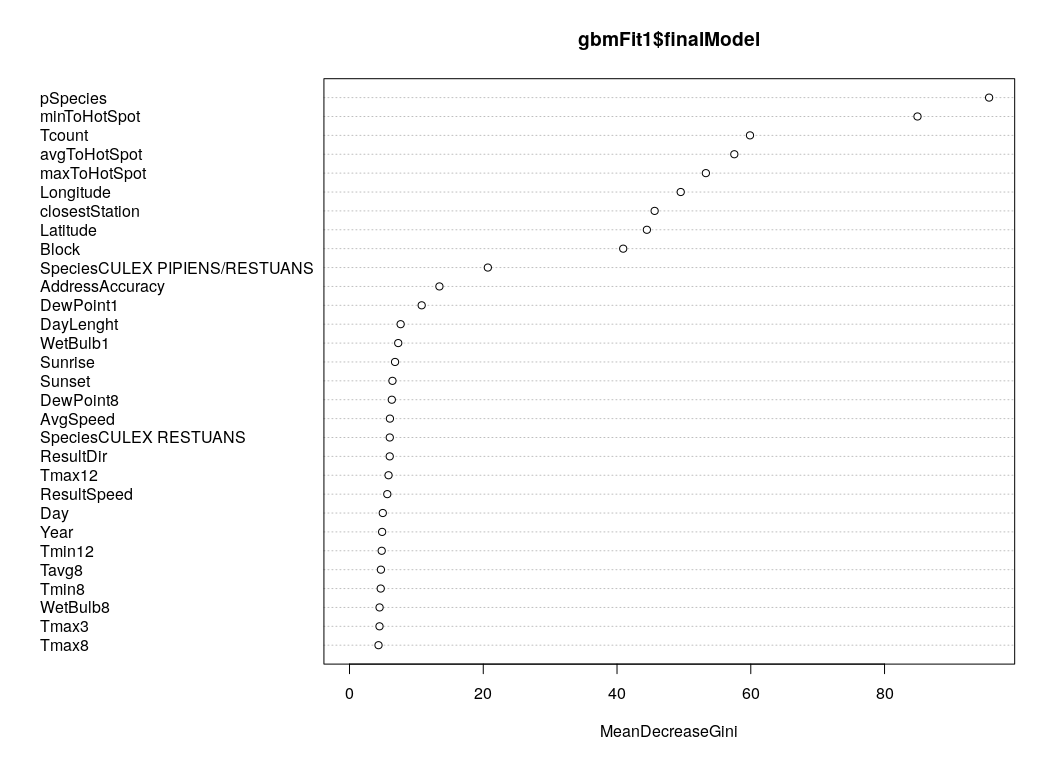 gbmFit1$finalModel
pSpecies
minToHotSpot
Tcount
avgToHotSpot
maxToHotSpot
Longitude
closestStation
Latitude
Block
SpeciesCULEX PIPIENS/RESTUANS
AddressAccuracy
DewPoint1
DayLenght
WetBulb1
Sunrise
Sunset
DewPoint8
AvgSpeed
SpeciesCULEX RESTUANS
ResultDir
Tmax12
ResultSpeed
Day
Year
Tmin12
Tavg8
Tmin8
WetBulb8
Tmax3
Tmax8
0 20 40 60 80
MeanDecreaseGini